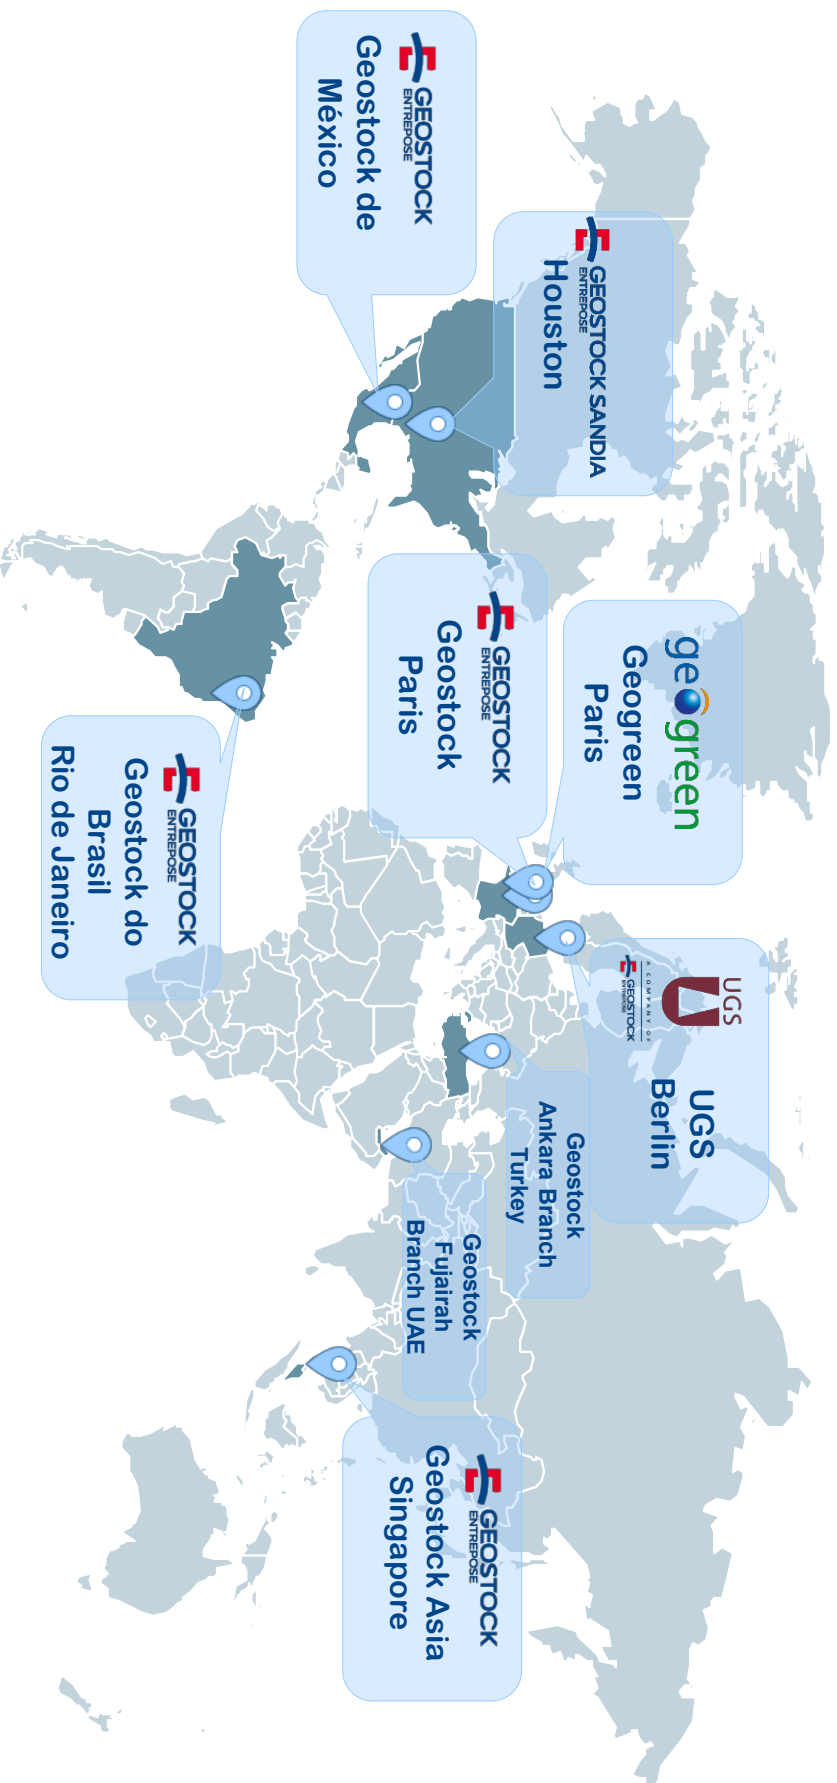 GEOSTOCK
ENTREPOSE
Geostock de
México
GEOSTOCK SANDIA
ENTREPOSE
Houston
GEOSTOCK
ENTREPOSE
Geostock
Paris
geogreen
Geogreen
Paris
GEOSTOCK
ENTREPOSE
Geostock do
Brasil
Rio de Janeiro
UGS
A COMPANY OF
GEOSTOCK
ENTREPOSE
UGS
Berlin
Geostock
Ankara Branch
Turkey
Geostock
Fujairah
Branch UAE
GEOSTOCK
ENTREPOSE
Geostock Asia
Singapore